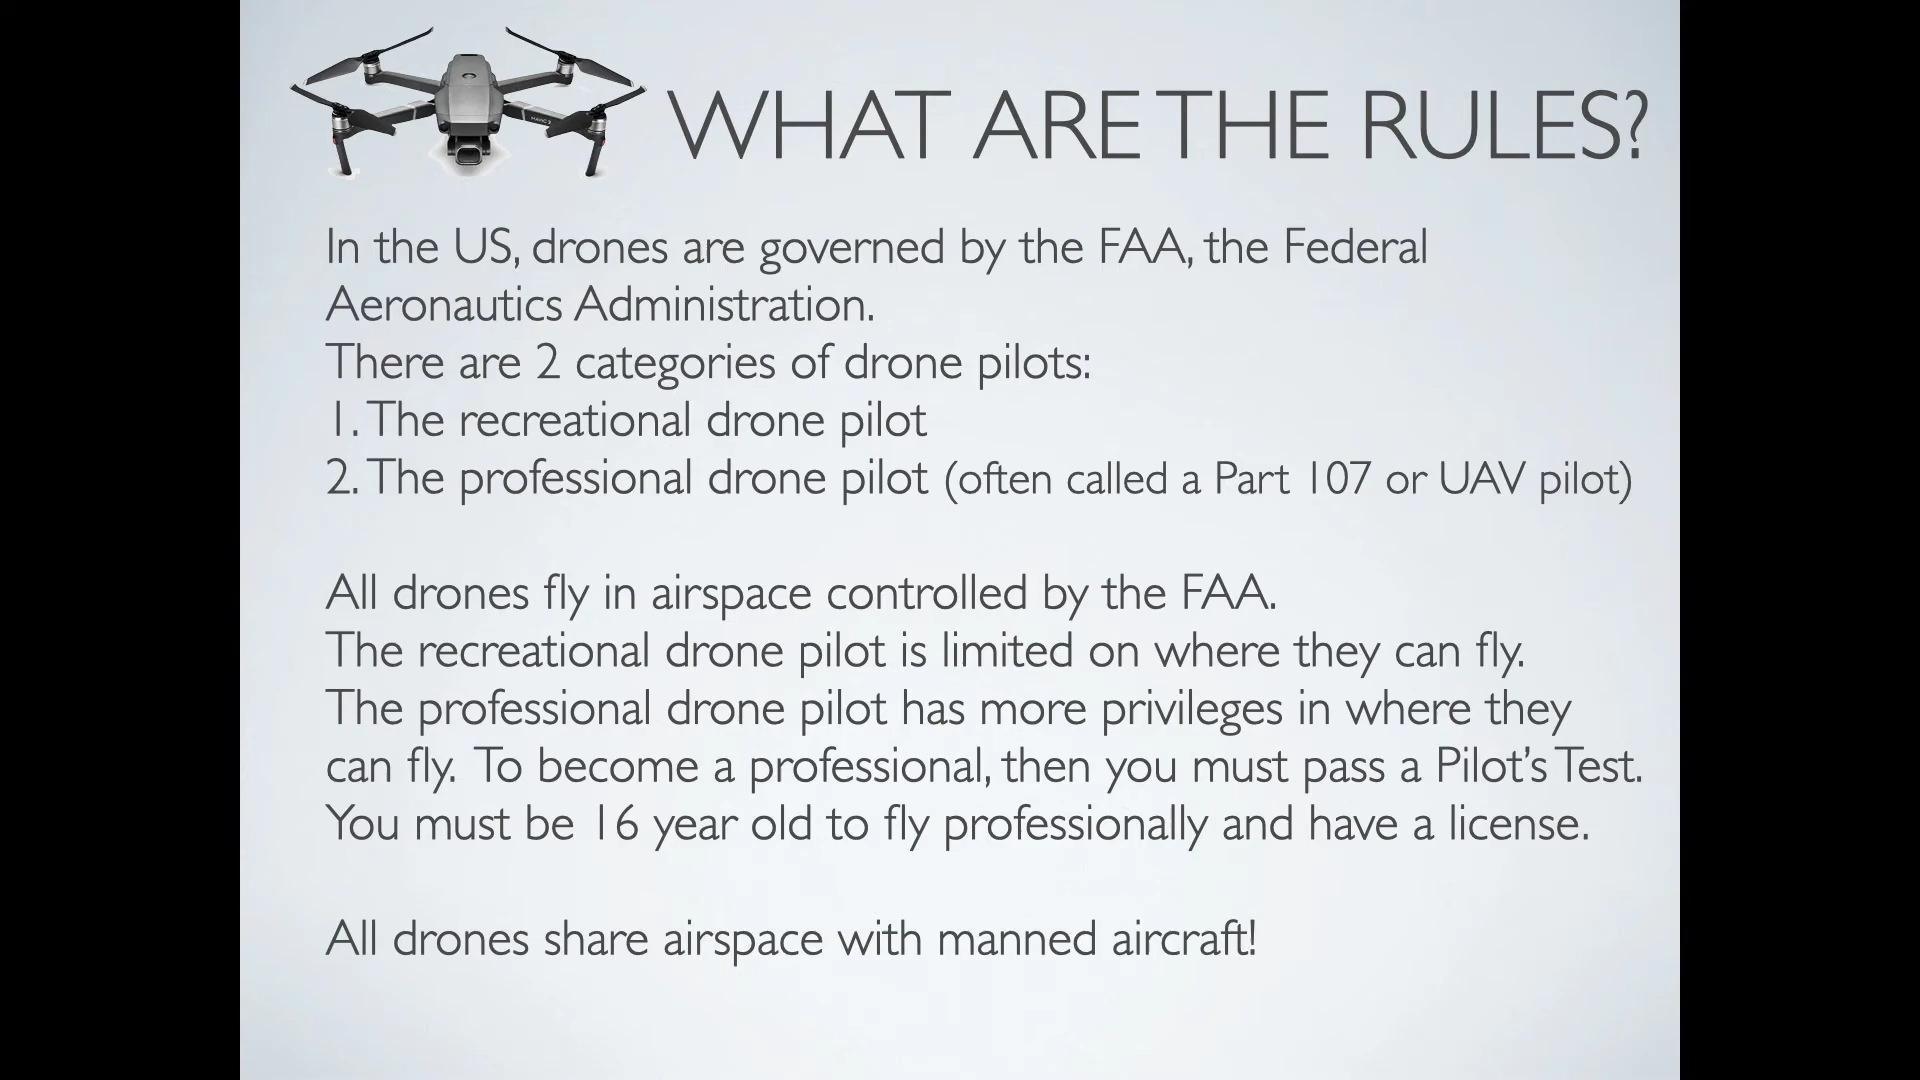 WHAT ARE THE RULES?
In the US, drones are governed by the FAA, the Federal
Aeronautics Administration.
There are 2 categories of drone pilots:
1. The recreational drone pilot
2. The professional drone pilot (often called a Part 107 or UAV pilot)
All drones fly in airspace controlled by the FAA.
The recreational drone pilot is limited on where they can fly.
The professional drone pilot has more privileges in where they
can fly. To become a professional, then you must pass a Pilot's Test.
You must be 16 year old to fly professionally and have a license.
All drones share airspace with manned aircraft!